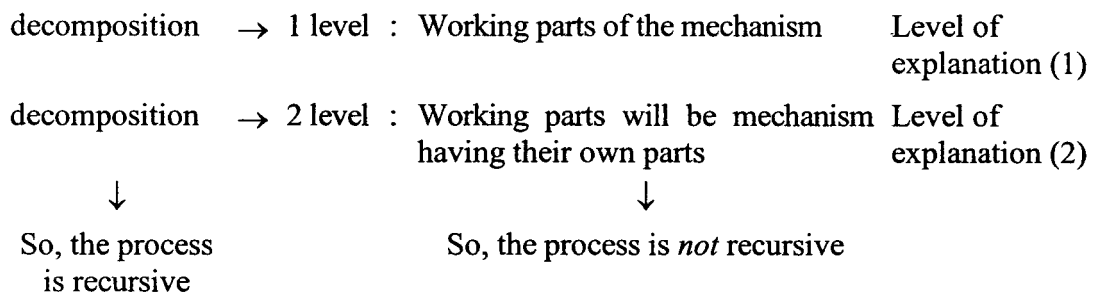 decomposition → 1 level : Working parts of the mechanism Level of
explanation (1)
decomposition → 2 level : Working parts will be mechanism Level of
having their own parts explanation (2)
↓ ↓
So, the process So, the process is not recursive
is recursive